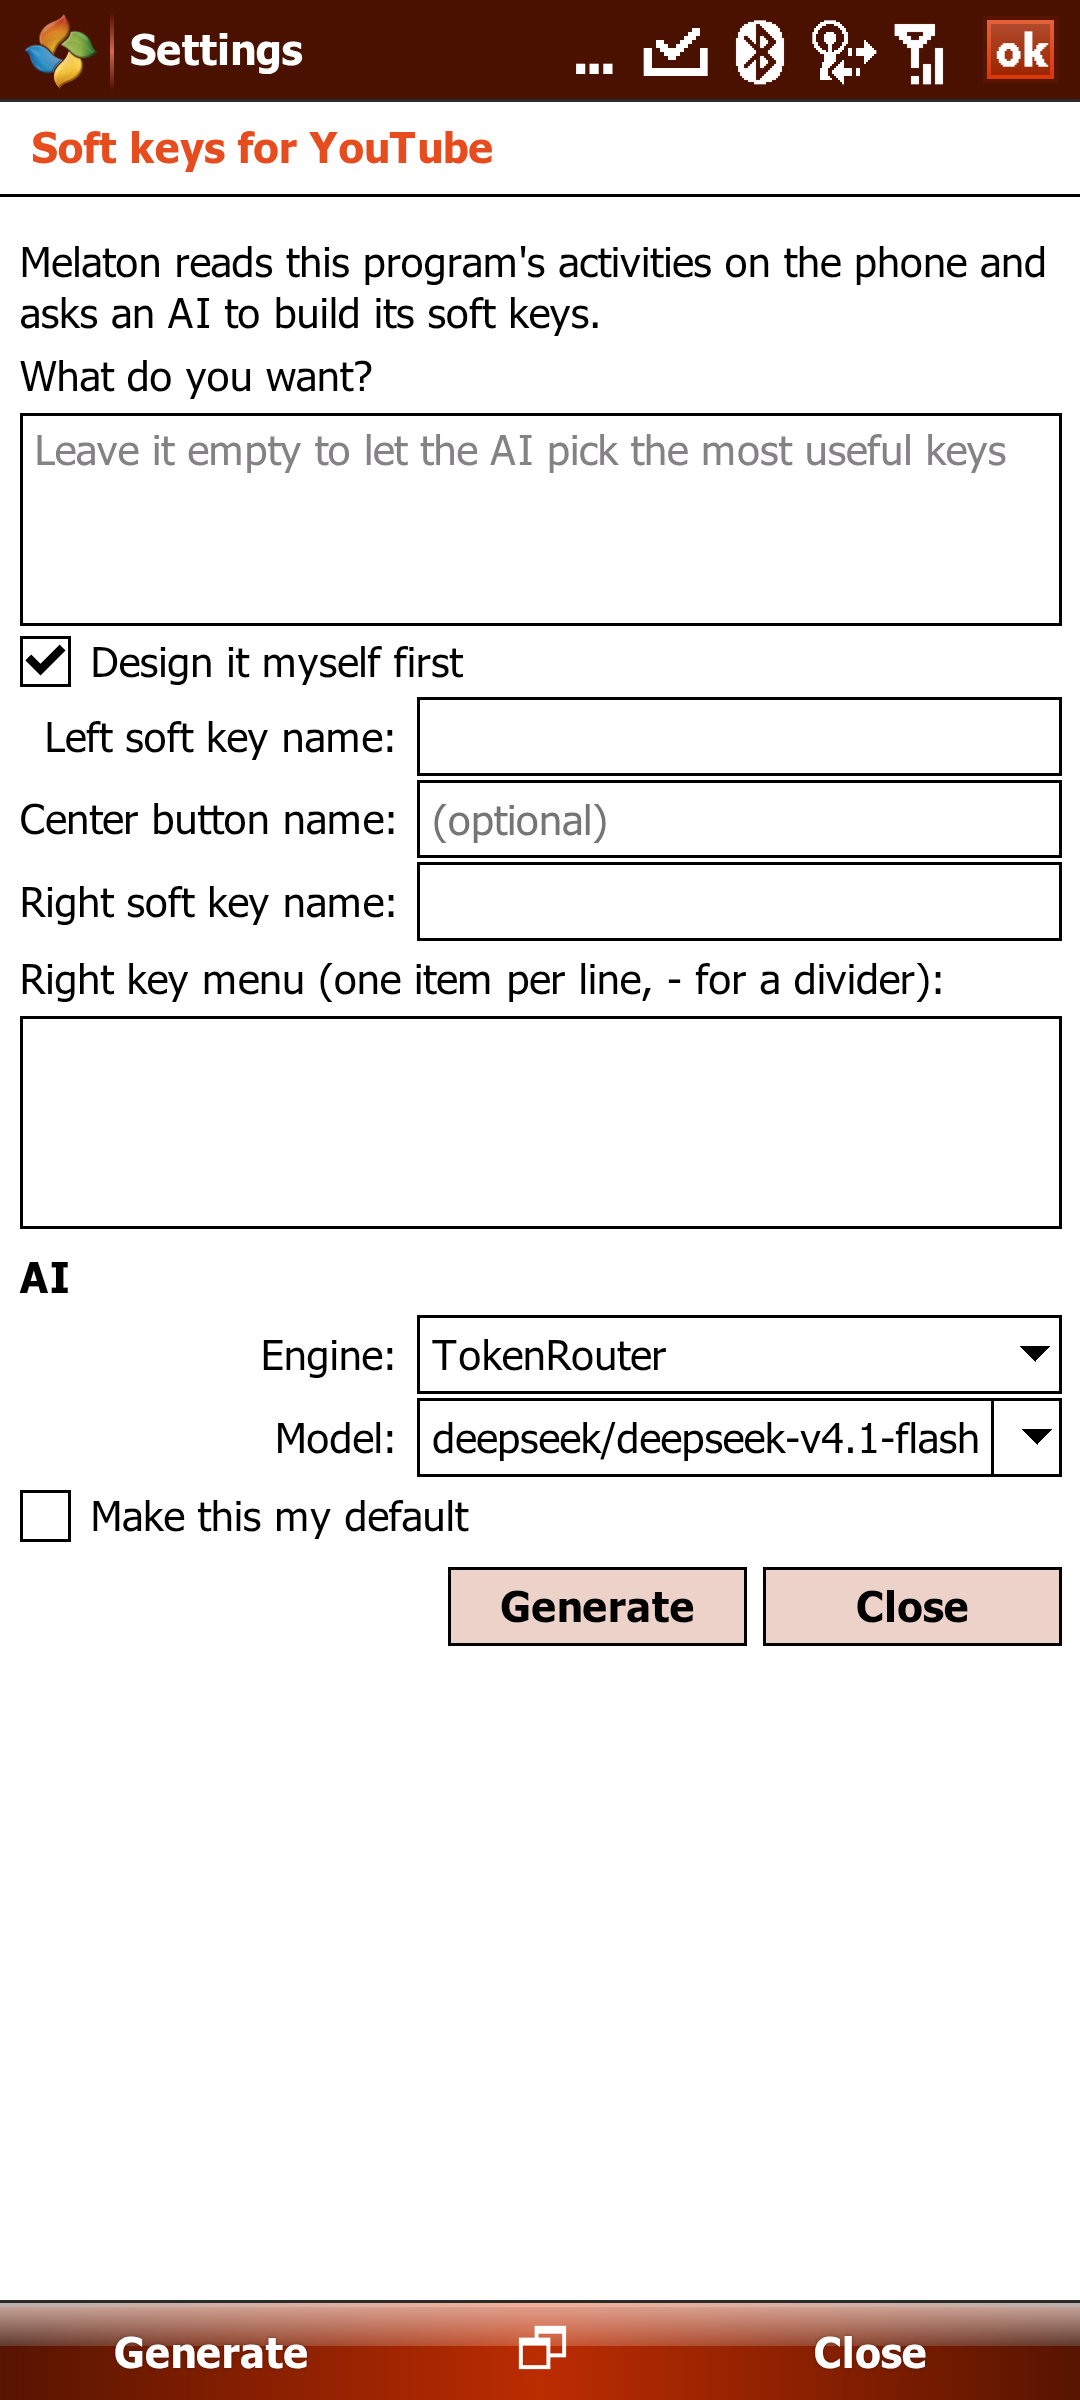 Settings
... ok
Soft keys for YouTube
Melaton reads this program's activities on the phone and
asks an AI to build its soft keys.
What do you want?
Leave it empty to let the AI pick the most useful keys
Design it myself first
Left soft key name:
Center button name: (optional)
Right soft key name:
Right key menu (one item per line, - for a divider):
AI
Engine: TokenRouter
Model: deepseek/deepseek-v4.1-flash
Make this my default
Generate Close
Generate Close